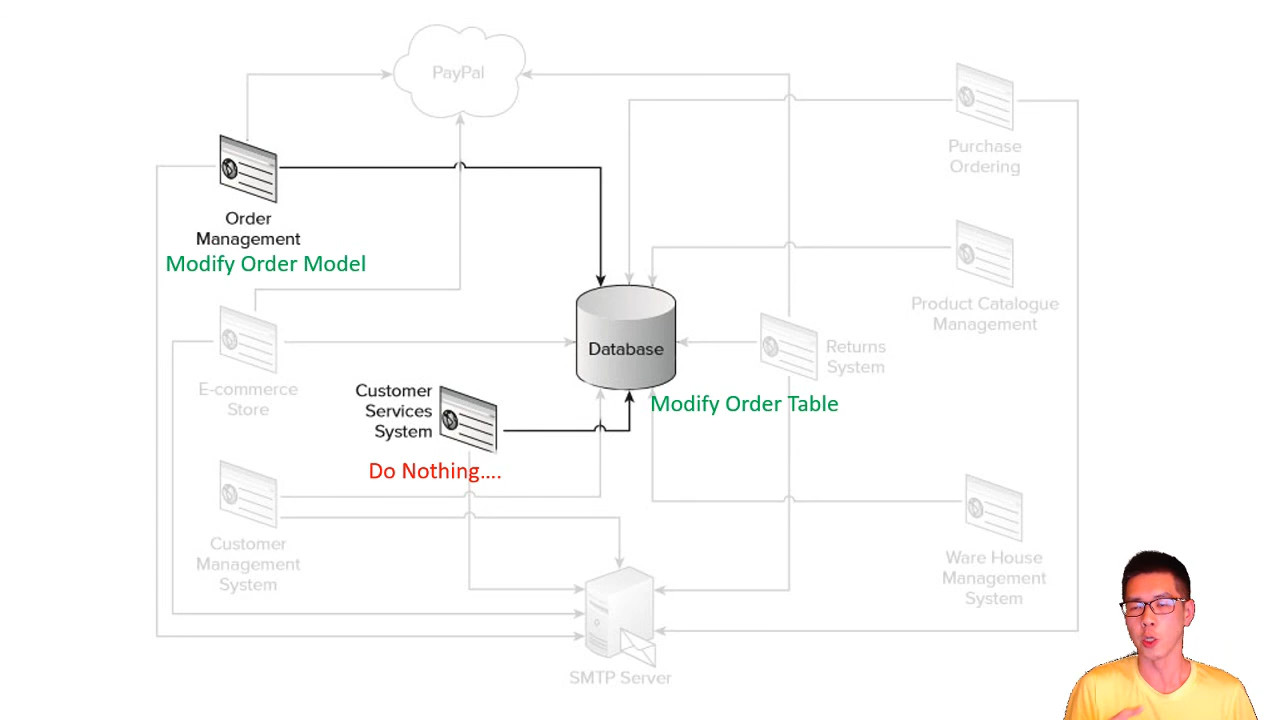 PayPal
Purchase
Ordering
Order
Management
Modify Order Model
Product Catalogue
Management
Database
Returns
System
E-commerce
Store
Customer
Services
System
Modify Order Table
Do Nothing....
Customer
Management
System
Ware House
Management
System
SMTP Server